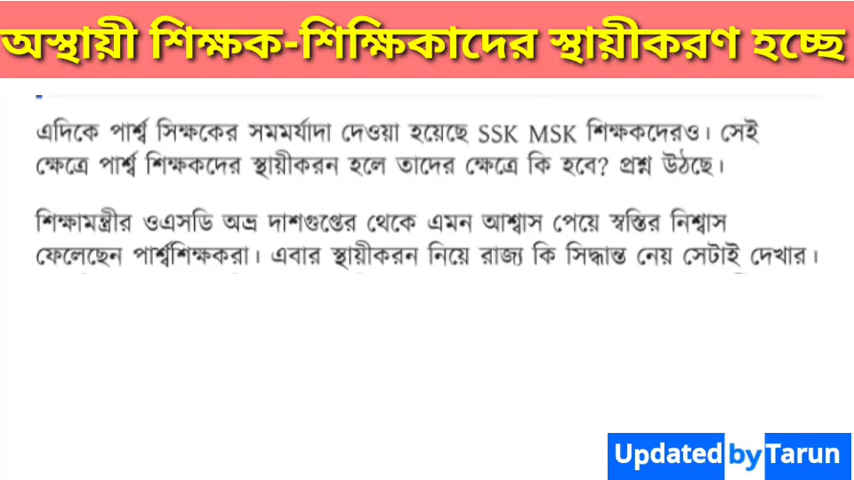 অস্থায়ী শিক্ষক-শিক্ষিকাদের স্থায়ীকরণ হচ্ছে
এদিকে পার্শ্ব সিক্ষকের সমমর্যাদা দেওয়া হয়েছে SSK MSK শিক্ষকদেরও। সেই
ক্ষেত্রে পার্শ্ব শিক্ষকদের স্থায়ীকরন হলে তাদের ক্ষেত্রে কি হবে? প্রশ্ন উঠছে।
শিক্ষামন্ত্রীর ওএসডি অভ্র দাশগুপ্তের থেকে এমন আশ্বাস পেয়ে স্বস্তির নিশ্বাস
ফেলেছেন পার্শ্বশিক্ষকরা। এবার স্থায়ীকরন নিয়ে রাজ্য কি সিদ্ধান্ত নেয় সেটাই দেখার।
Updated by Tarun